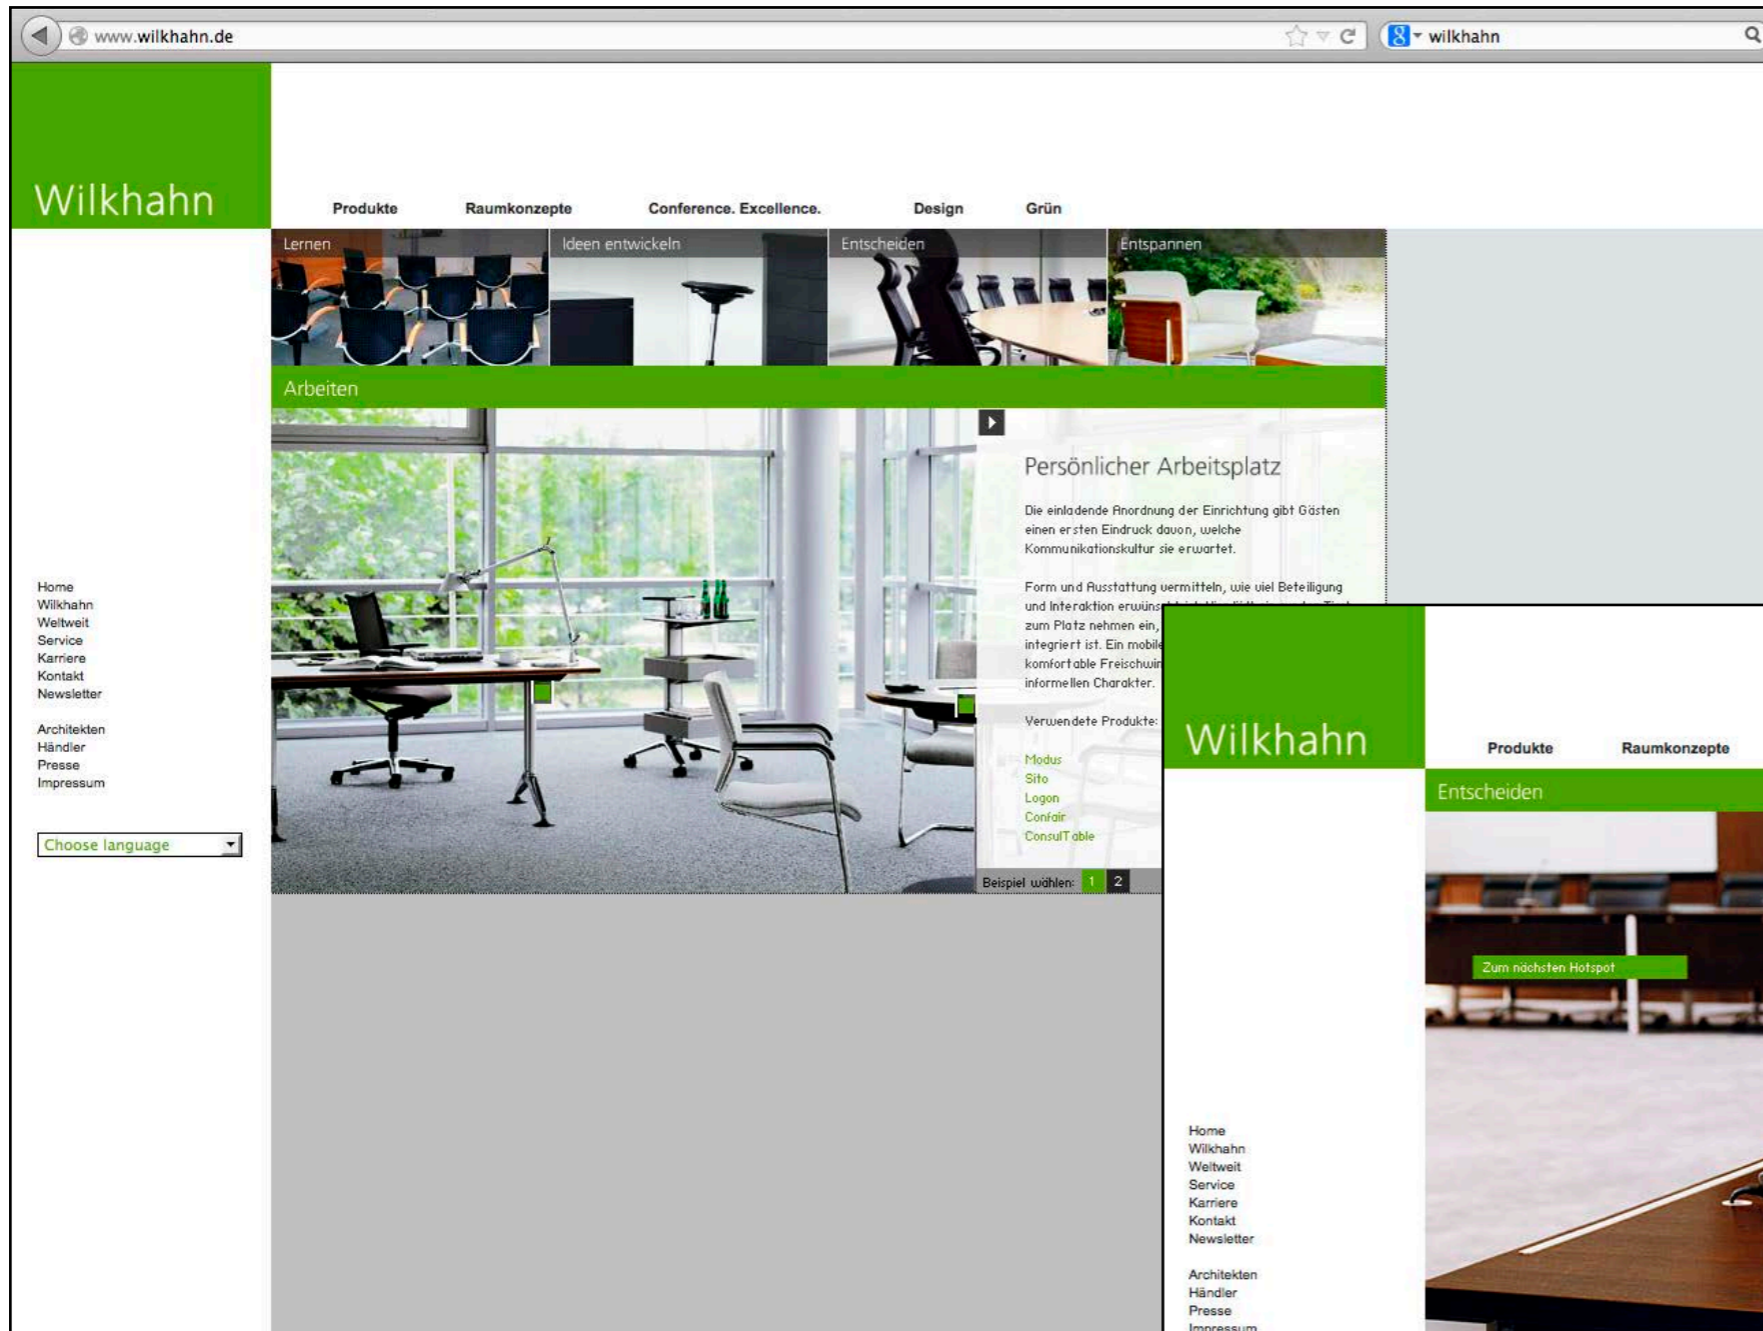 www.wilkhahn.de
8 wilkhahn
Wilkhahn
Produkte Raumkonzepte Conference. Excellence. Design Grün
Lernen Ideen entwickeln Entscheiden Entspannen
Arbeiten
Persönlicher Arbeitsplatz
Die einladende Anordnung der Einrichtung gibt Gästen
einen ersten Eindruck davon, welche
Kommunikationskultur sie erwartet.
Form und Ausstattung vermitteln, wie viel Beteiligung
und Interaktion
zum Platz nehmen ein,
integriert ist. Ein mobile
komfortable Freischwin
informellen Charakter.
Verwendete Produkte:
Modus
Sito
Logon
Confair
ConsulTable
Beispiel wählen: 1 2
Home
Wilkhahn
Weltweit
Service
Karriere
Kontakt
Newsletter
Architekten
Händler
Presse
Impressum
Choose language
Wilkhahn
Produkte Raumkonzepte
Entscheiden
Zum nächsten Hotspot
Home
Wilkhahn
Weltweit
Service
Karriere
Kontakt
Newsletter
Architekten
Händler
Presse
Impressum